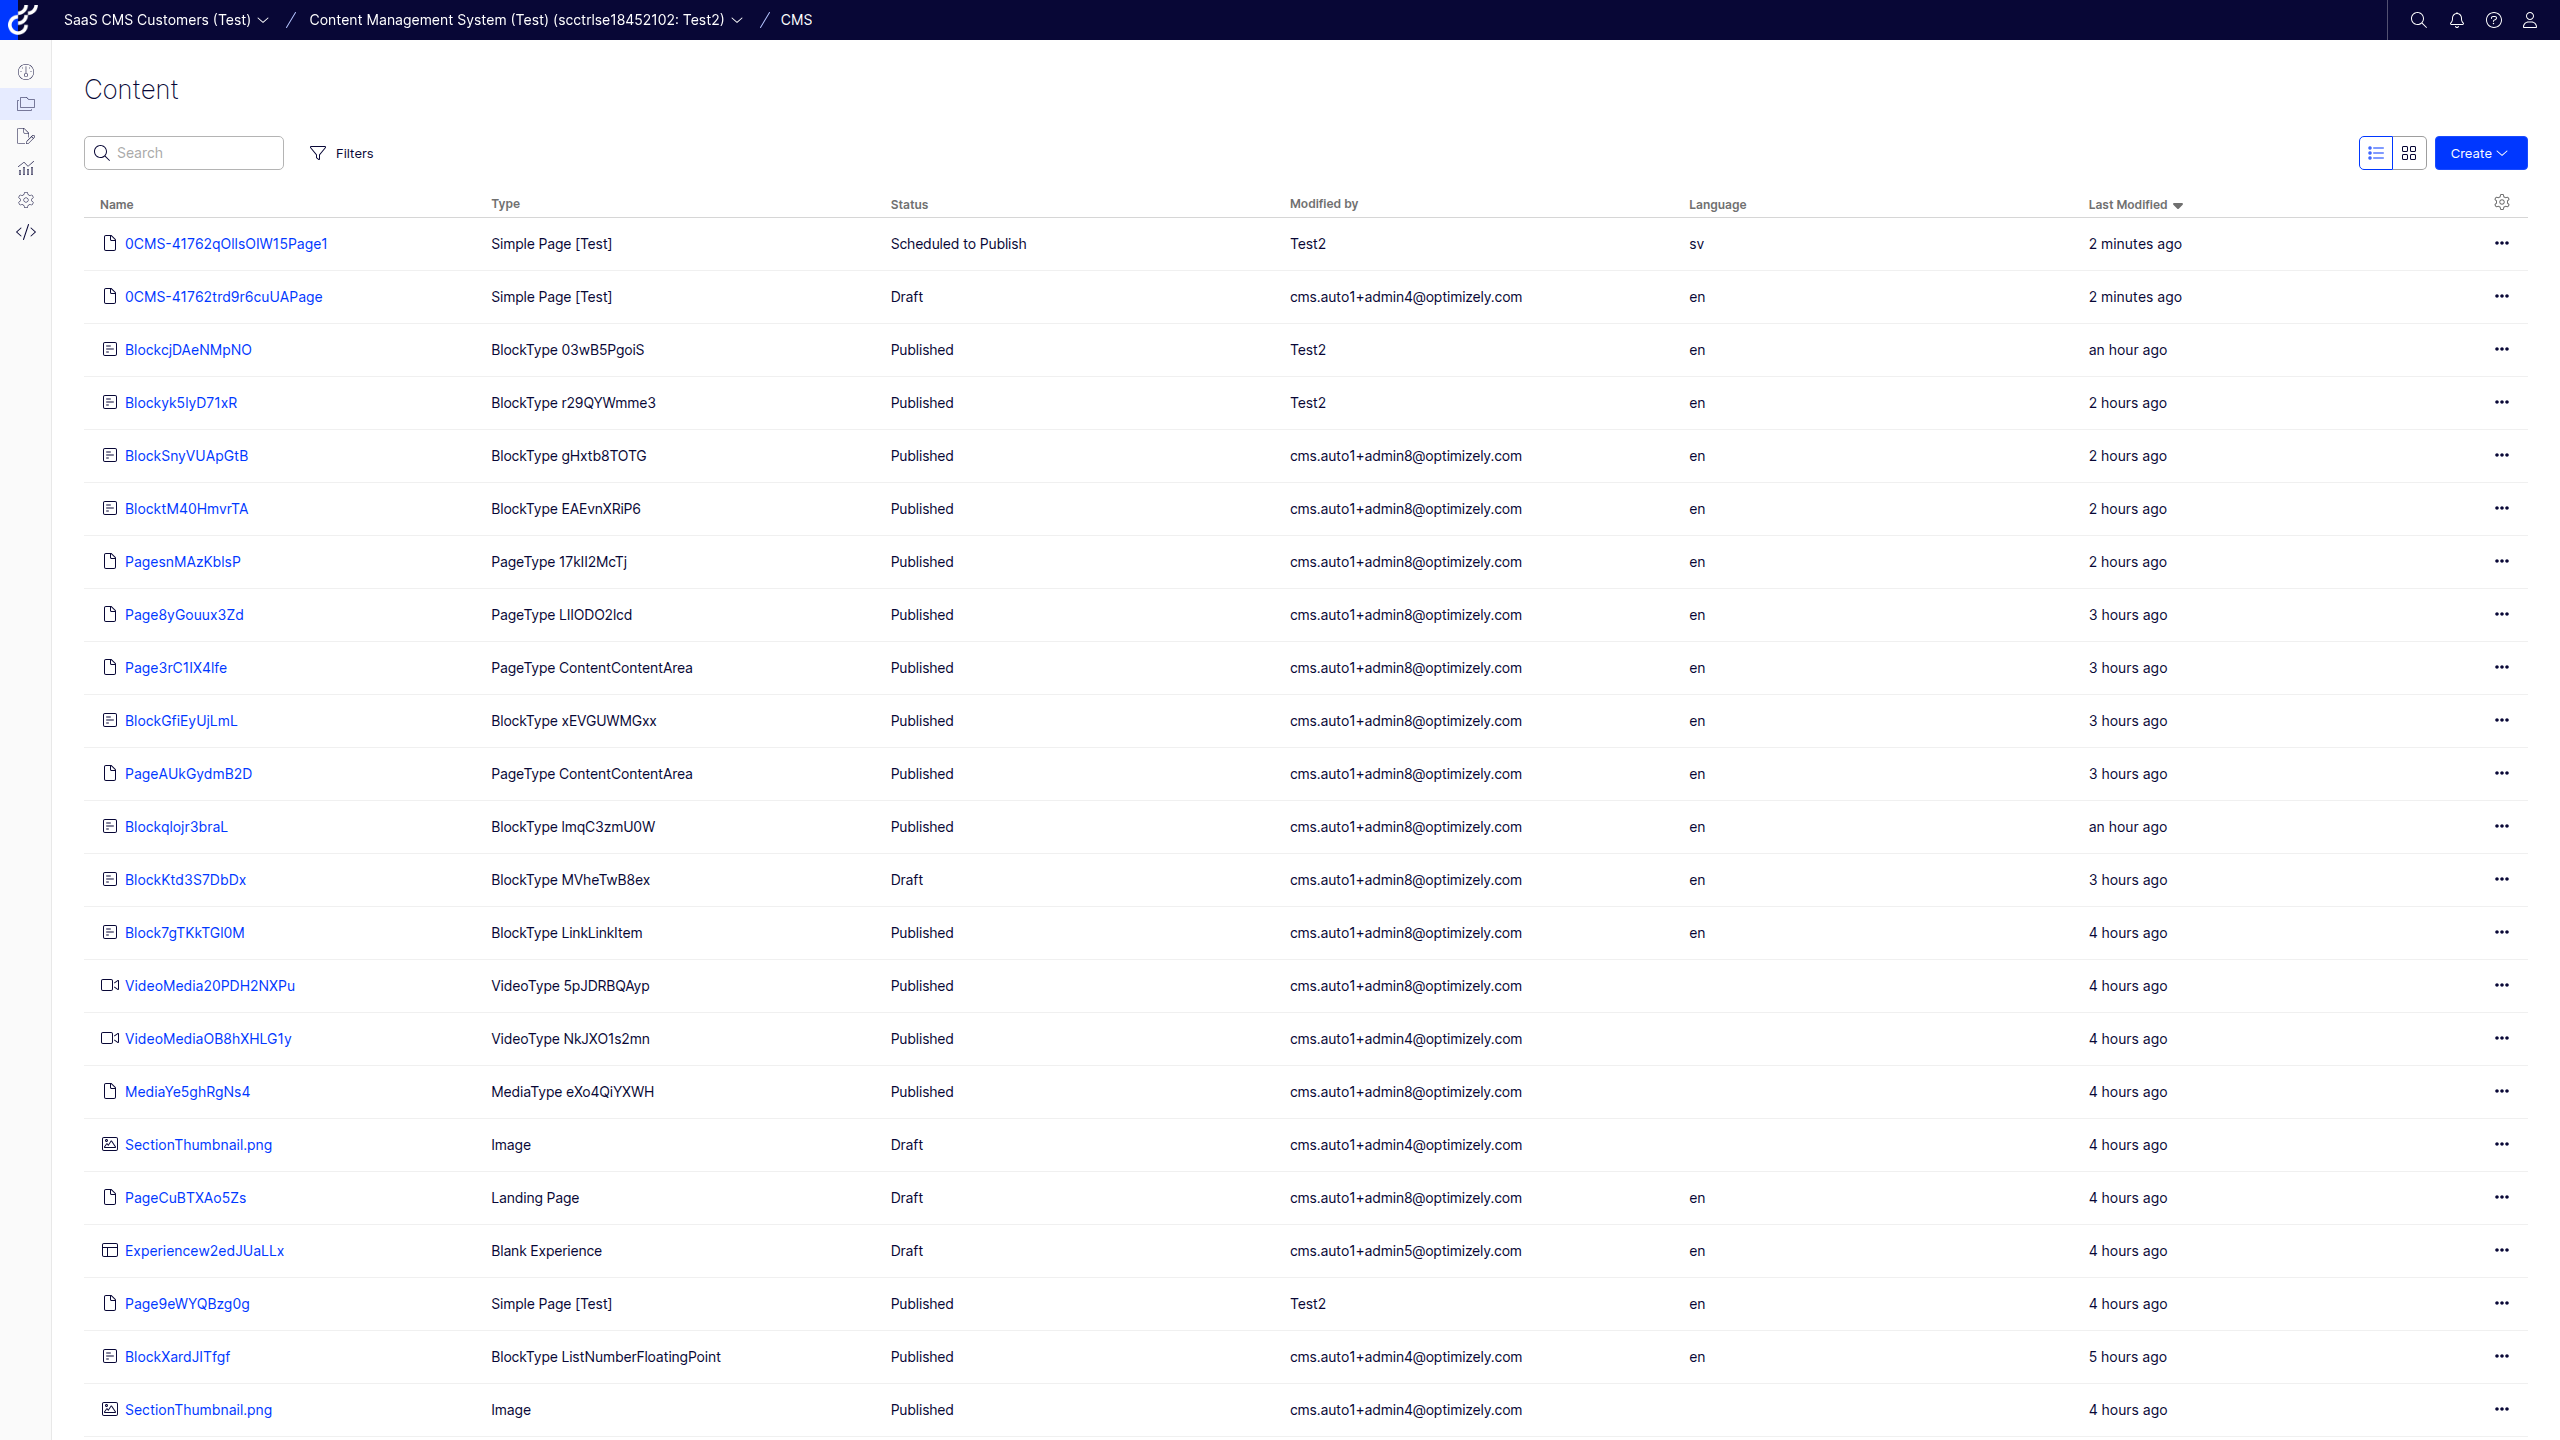 SaaS CMS Customers (Test) / Content Management System (Test) (scctrlse18452102: Test2) / CMS
Content
Search Filters Create
Name Type Status Modified by Language Last Modified
0CMS-41762qOllsOIW15Page1 Simple Page [Test] Scheduled to Publish Test2 sv 2 minutes ago
0CMS-41762trd9r6cuUAPage Simple Page [Test] Draft cms.auto1+admin4@optimizely.com en 2 minutes ago
BlockcjDAeNMpNO BlockType 03wB5PgoiS Published Test2 en an hour ago
Blockyk5lyD71xR BlockType r29QYWmme3 Published Test2 en 2 hours ago
BlockSnyVUApGtB BlockType gHxtb8TOTG Published cms.auto1+admin8@optimizely.com en 2 hours ago
BlocktM40HmvrTA BlockType EAEvnXRiP6 Published cms.auto1+admin8@optimizely.com en 2 hours ago
PagesnMAzKblsP PageType 17klI2McTj Published cms.auto1+admin8@optimizely.com en 2 hours ago
Page8yGouux3Zd PageType LIIODO2lcd Published cms.auto1+admin8@optimizely.com en 3 hours ago
Page3rC1IX4lfe PageType ContentContentArea Published cms.auto1+admin8@optimizely.com en 3 hours ago
BlockGfiEyUjLmL BlockType xEVGUWMGxx Published cms.auto1+admin8@optimizely.com en 3 hours ago
PageAUkGydmB2D PageType ContentContentArea Published cms.auto1+admin8@optimizely.com en 3 hours ago
Blockqlojr3braL BlockType lmqC3zmU0W Published cms.auto1+admin8@optimizely.com en an hour ago
BlockKtd3S7DbDx BlockType MVheTwB8ex Draft cms.auto1+admin8@optimizely.com en 3 hours ago
Block7gTKkTGl0M BlockType LinkLinkItem Published cms.auto1+admin8@optimizely.com en 4 hours ago
VideoMedia20PDH2NXPu VideoType 5pJDRBQAyp Published cms.auto1+admin8@optimizely.com 4 hours ago
VideoMediaOB8hXHLG1y VideoType NkJXO1s2mn Published cms.auto1+admin4@optimizely.com 4 hours ago
MediaYe5ghRgNs4 MediaType eXo4QiYXWH Published cms.auto1+admin8@optimizely.com 4 hours ago
SectionThumbnail.png Image Draft cms.auto1+admin4@optimizely.com 4 hours ago
PageCuBTXAo5Zs Landing Page Draft cms.auto1+admin8@optimizely.com en 4 hours ago
Experiencew2edJUaLLx Blank Experience Draft cms.auto1+admin5@optimizely.com en 4 hours ago
Page9eWYQBzg0g Simple Page [Test] Published Test2 en 4 hours ago
BlockXardJITfgf BlockType ListNumberFloatingPoint Published cms.auto1+admin4@optimizely.com en 5 hours ago
SectionThumbnail.png Image Published cms.auto1+admin4@optimizely.com 4 hours ago